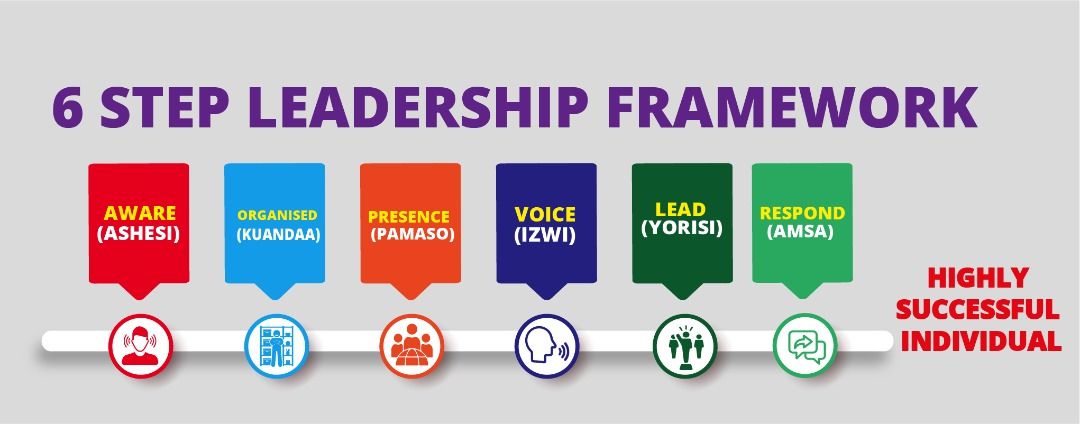 6 STEP LEADERSHIP FRAMEWORK
AWARE
(ASHESI)
ORGANISED
(KUANDAA)
PRESENCE
(PAMASO)
VOICE
(IZWI)
LEAD
(YORISI)
RESPOND
(AMSA)
HIGHLY
SUCCESSFUL
INDIVIDUAL